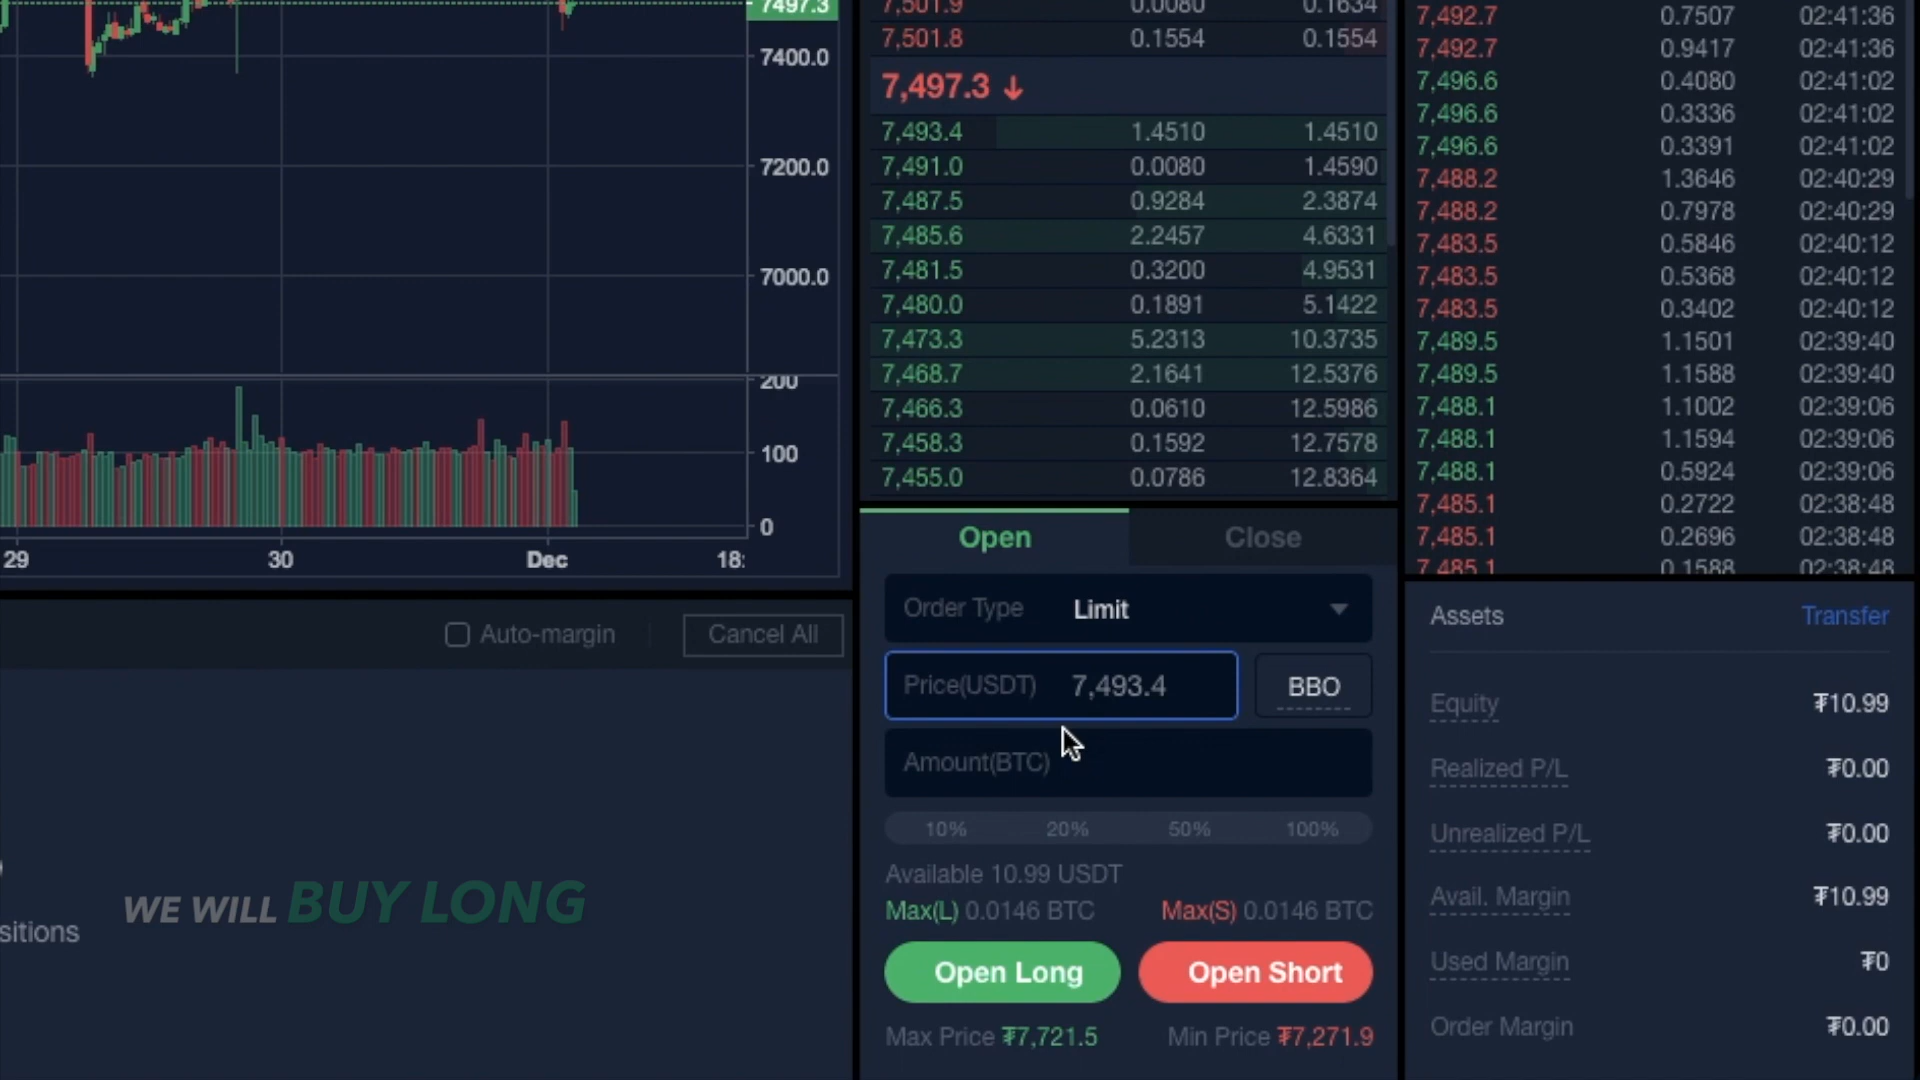 7497.3
7400.0
7200.0
7000.0
200
100
0
29 30 Dec 18:
Auto-margin Cancel All
sitions
WE WILL BUY LONG
7,501.9 0.0080 0.1634
7,501.8 0.1554 0.1554
7,497.3 ↓
7,493.4 1.4510 1.4510
7,491.0 0.0080 1.4590
7,487.5 0.9284 2.3874
7,485.6 2.2457 4.6331
7,481.5 0.3200 4.9531
7,480.0 0.1891 5.1422
7,473.3 5.2313 10.3735
7,468.7 2.1641 12.5376
7,466.3 0.0610 12.5986
7,458.3 0.1592 12.7578
7,455.0 0.0786 12.8364
Open Close
Order Type Limit
Price(USDT) 7,493.4 BBO
Amount(BTC)
10% 20% 50% 100%
Available 10.99 USDT
Max(L) 0.0146 BTC Max(S) 0.0146 BTC
Open Long Open Short
Max Price ₮7,721.5 Min Price ₮7,271.9
7,492.7 0.7507 02:41:36
7,492.7 0.9417 02:41:36
7,496.6 0.4080 02:41:02
7,496.6 0.3336 02:41:02
7,496.6 0.3391 02:41:02
7,488.2 1.3646 02:40:29
7,488.2 0.7978 02:40:29
7,483.5 0.5846 02:40:12
7,483.5 0.5368 02:40:12
7,483.5 0.3402 02:40:12
7,489.5 1.1501 02:39:40
7,489.5 1.1588 02:39:40
7,488.1 1.1002 02:39:06
7,488.1 1.1594 02:39:06
7,488.1 0.5924 02:39:06
7,485.1 0.2722 02:38:48
7,485.1 0.2696 02:38:48
7,485.1 0.1588 02:38:48
Assets Transfer
Equity ₮10.99
Realized P/L ₮0.00
Unrealized P/L ₮0.00
Avail. Margin ₮10.99
Used Margin ₮0
Order Margin ₮0.00